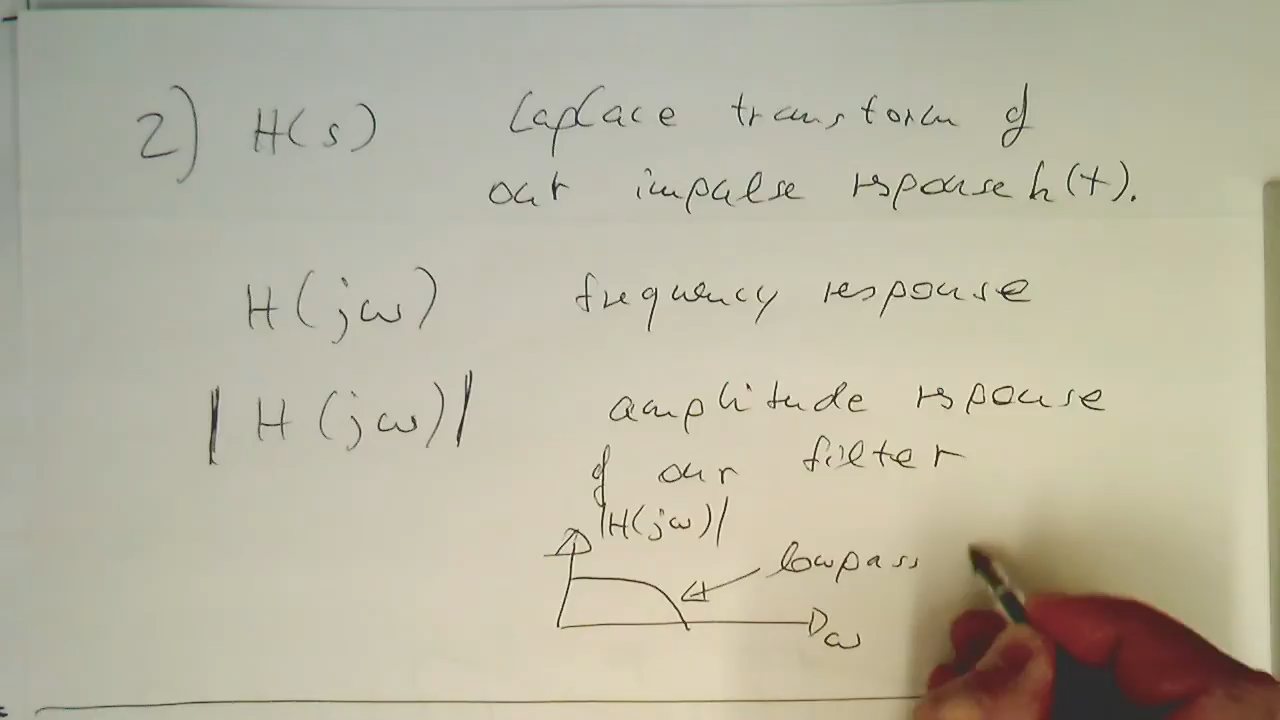 2) H(s) Laplace transform of
our impulse response h(t).
H(jω) frequency response
|H(jω)| amplitude response
of our filter
|H(jω)|
lowpass
ω